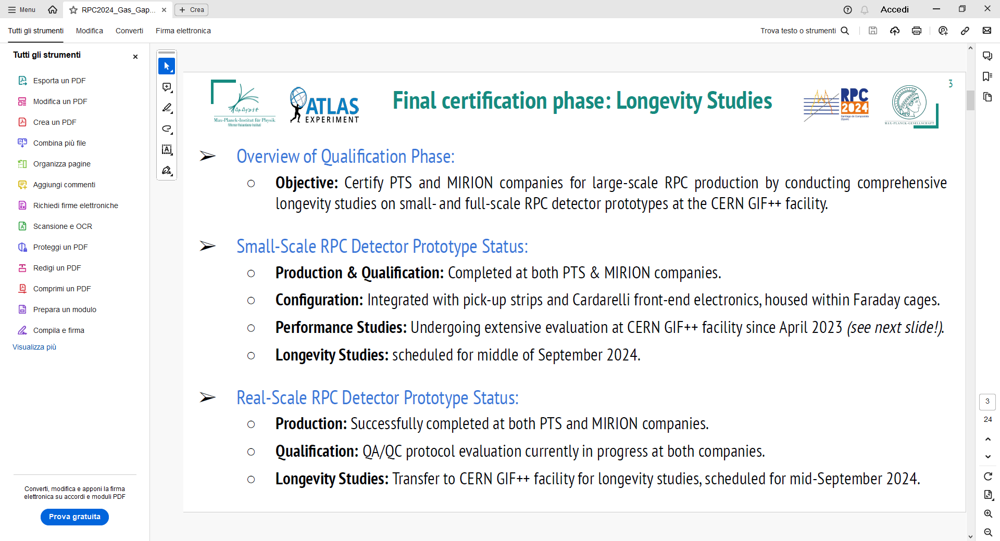 Menu
RPC2024_Gas_Gap...
Crea
Accedi
Tutti gli strumenti
Modifica
Converti
Firma elettronica
Trova testo o strumenti
Tutti gli strumenti
Esporta un PDF
Modifica un PDF
Crea un PDF
Combina più file
Organizza pagine
Aggiungi commenti
Richiedi firme elettroniche
Scansione e OCR
Proteggi un PDF
Redigi un PDF
Comprimi un PDF
Prepara un modulo
Compila e firma
Visualizza più
Converti, modifica e apponi la firma
elettronica su accordi e moduli PDF
Prova gratuita
3
Max-Planck-Institut für Physik
(Werner-Heisenberg-Institut)
ATLAS
EXPERIMENT
Final certification phase: Longevity Studies
RPC
2024
Santiago de Compostela
(Spain)
MAX-PLANCK-GESELLSCHAFT
➢ Overview of Qualification Phase:
○ Objective: Certify PTS and MIRION companies for large-scale RPC production by conducting comprehensive
longevity studies on small- and full-scale RPC detector prototypes at the CERN GIF++ facility.
➢ Small-Scale RPC Detector Prototype Status:
○ Production & Qualification: Completed at both PTS & MIRION companies.
○ Configuration: Integrated with pick-up strips and Cardarelli front-end electronics, housed within Faraday cages.
○ Performance Studies: Undergoing extensive evaluation at CERN GIF++ facility since April 2023 (see next slide!).
○ Longevity Studies: scheduled for middle of September 2024.
➢ Real-Scale RPC Detector Prototype Status:
○ Production: Successfully completed at both PTS and MIRION companies.
○ Qualification: QA/QC protocol evaluation currently in progress at both companies.
○ Longevity Studies: Transfer to CERN GIF++ facility for longevity studies, scheduled for mid-September 2024.
3
24